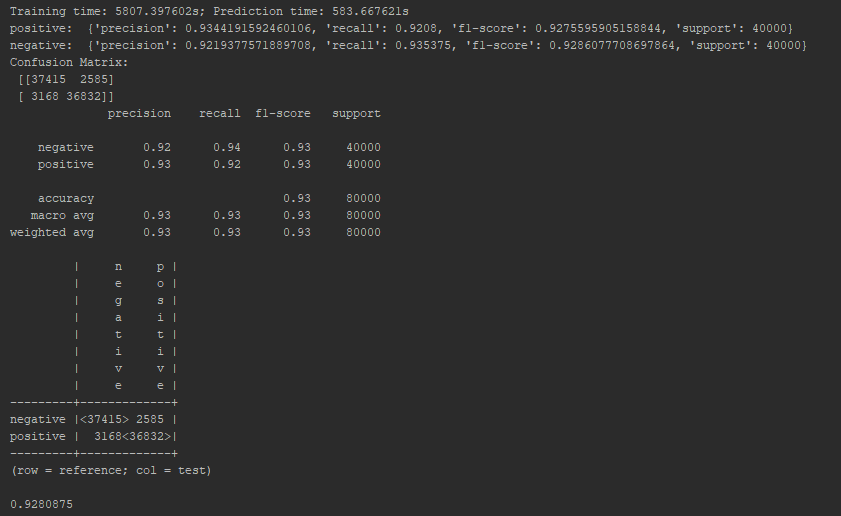 Training time: 5807.397602s; Prediction time: 583.667621s
positive:  {'precision': 0.9344191592460106, 'recall': 0.9208, 'f1-score': 0.9275595905158844, 'support': 40000}
negative:  {'precision': 0.9219377571889708, 'recall': 0.935375, 'f1-score': 0.9286077708697864, 'support': 40000}
Confusion Matrix:
 [[37415  2585]
 [ 3168 36832]]
              precision    recall  f1-score   support

    negative       0.92      0.94      0.93     40000
    positive       0.93      0.92      0.93     40000

    accuracy                           0.93     80000
   macro avg       0.93      0.93      0.93     80000
weighted avg       0.93      0.93      0.93     80000

         |     n     p |
         |     e     o |
         |     g     s |
         |     a     i |
         |     t     t |
         |     i     i |
         |     v     v |
         |     e     e |
---------+-------------+
negative |<37415> 2585 |
positive |  3168<36832>|
---------+-------------+
(row = reference; col = test)

0.9280875